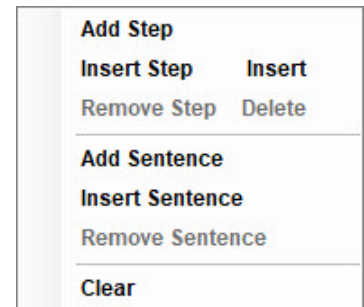 Add Step
Insert Step Insert
Remove Step Delete
Add Sentence
Insert Sentence
Remove Sentence
Clear